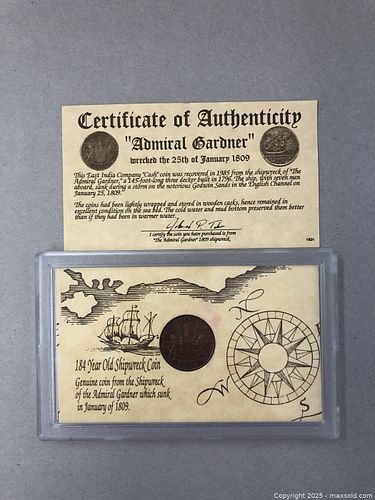 Certificate of Authenticity
"Admiral Gardner"
wrecked the 25th of January 1809
This East India Company "Cash" coin was recovered in 1985 from the shipwreck of "The
Admiral Gardner," a 145-foot-long three decker built in 1796. The ship, with seven men
aboard, sank during a storm on the notorious Godwin Sands in the English Channel on
January 25, 1809."
The coins had been lightly wrapped and stored in wooden casks, hence remained in
excellent condition on the sea bed. The cold water and mud bottom preserved them better
than if they had been in warmer water.
I certify the coin you have purchased is from
"The Admiral Gardner" 1809 shipwreck.
1631
184 Year Old Shipwreck Coin
Genuine coin from the Shipwreck
of the Admiral Gardner which sunk
in January of 1809.
W
S
Copyright © 2025 - maxsold.com